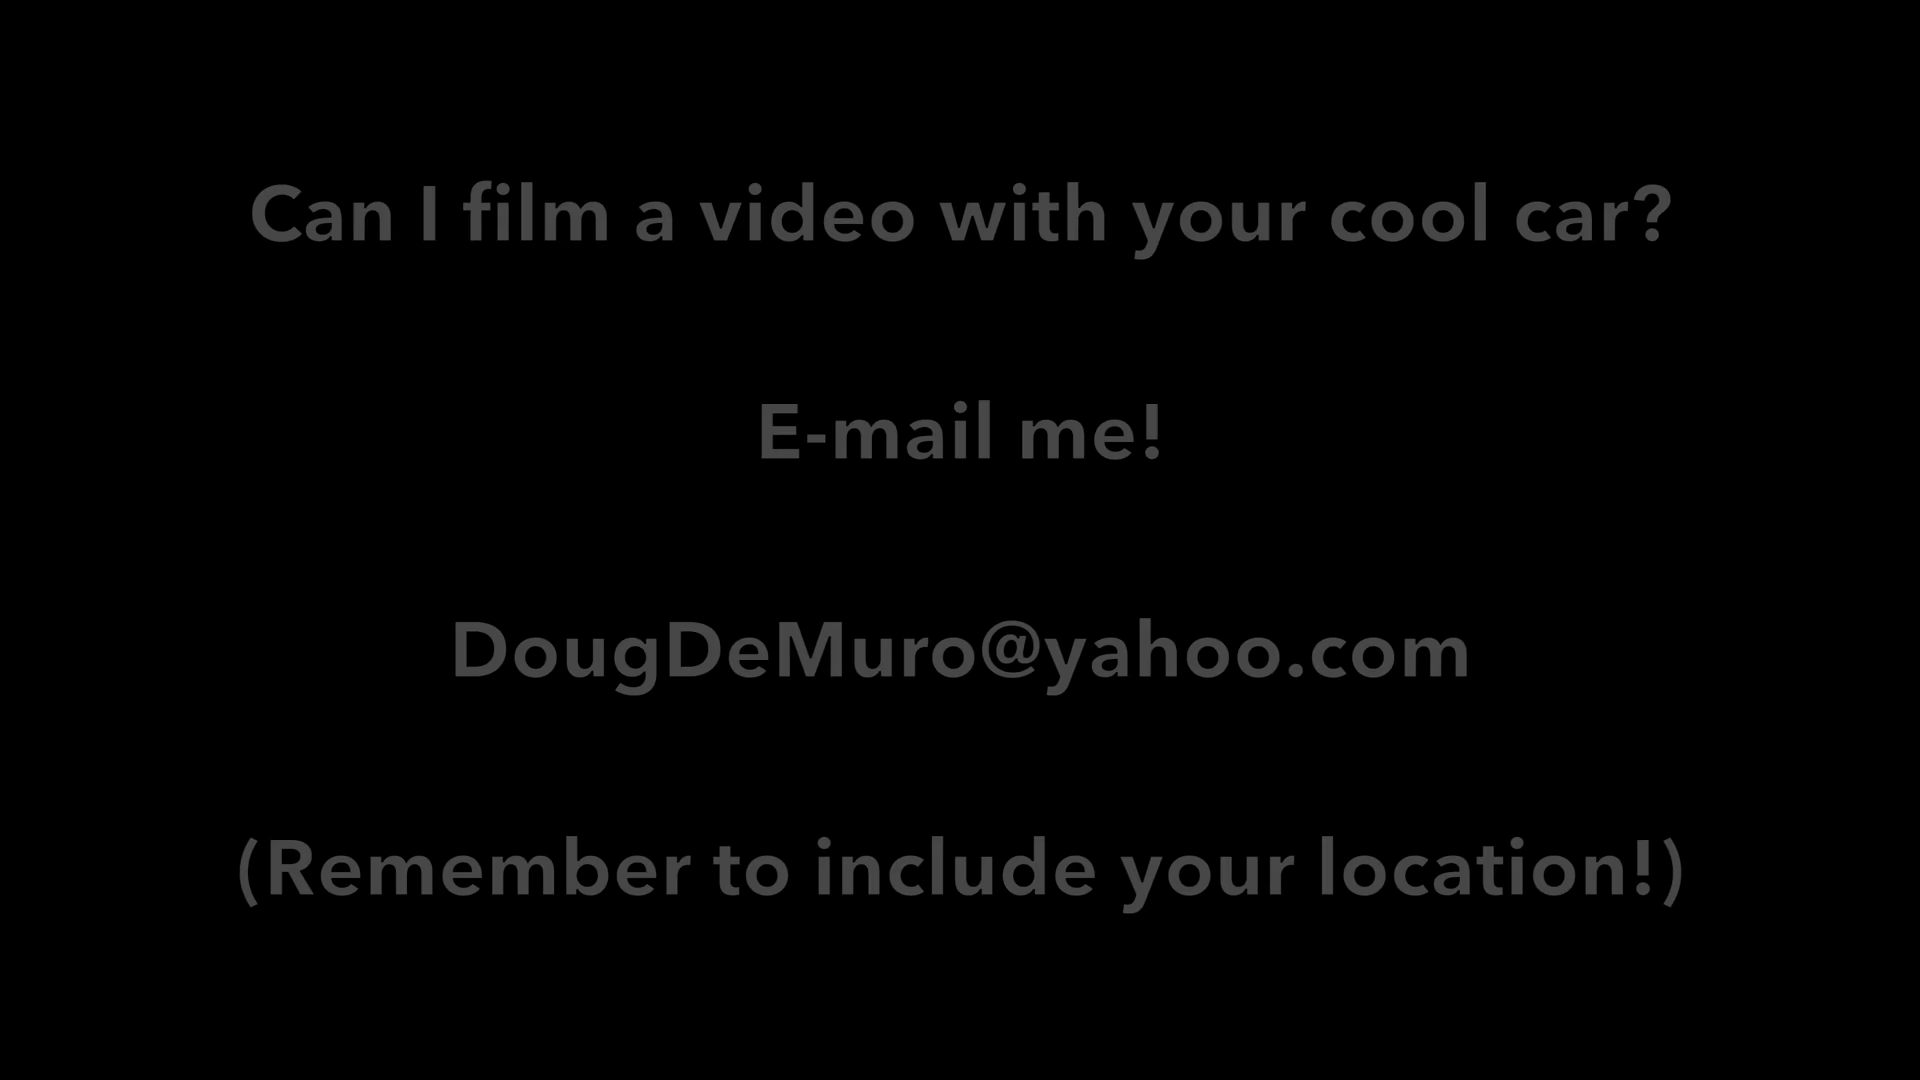 Can I film a video with your cool car?
E-mail me!
DougDeMuro@yahoo.com
(Remember to include your location!)